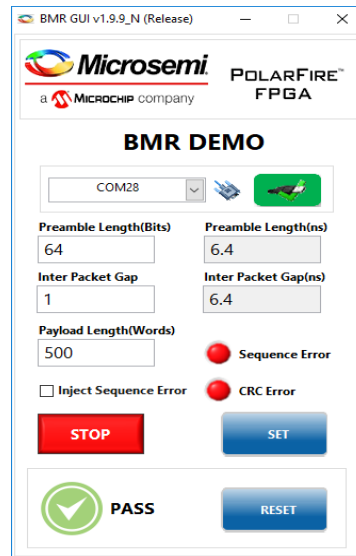 BMR GUI v1.9.9_N (Release)
Microsemi.
a MICROCHIP company
POLARFIRE™
FPGA
BMR DEMO
COM28
Preamble Length(Bits)
Preamble Length(ns)
64
6.4
Inter Packet Gap
Inter Packet Gap(ns)
1
6.4
Payload Length(Words)
500
Sequence Error
Inject Sequence Error
CRC Error
STOP
SET
PASS
RESET